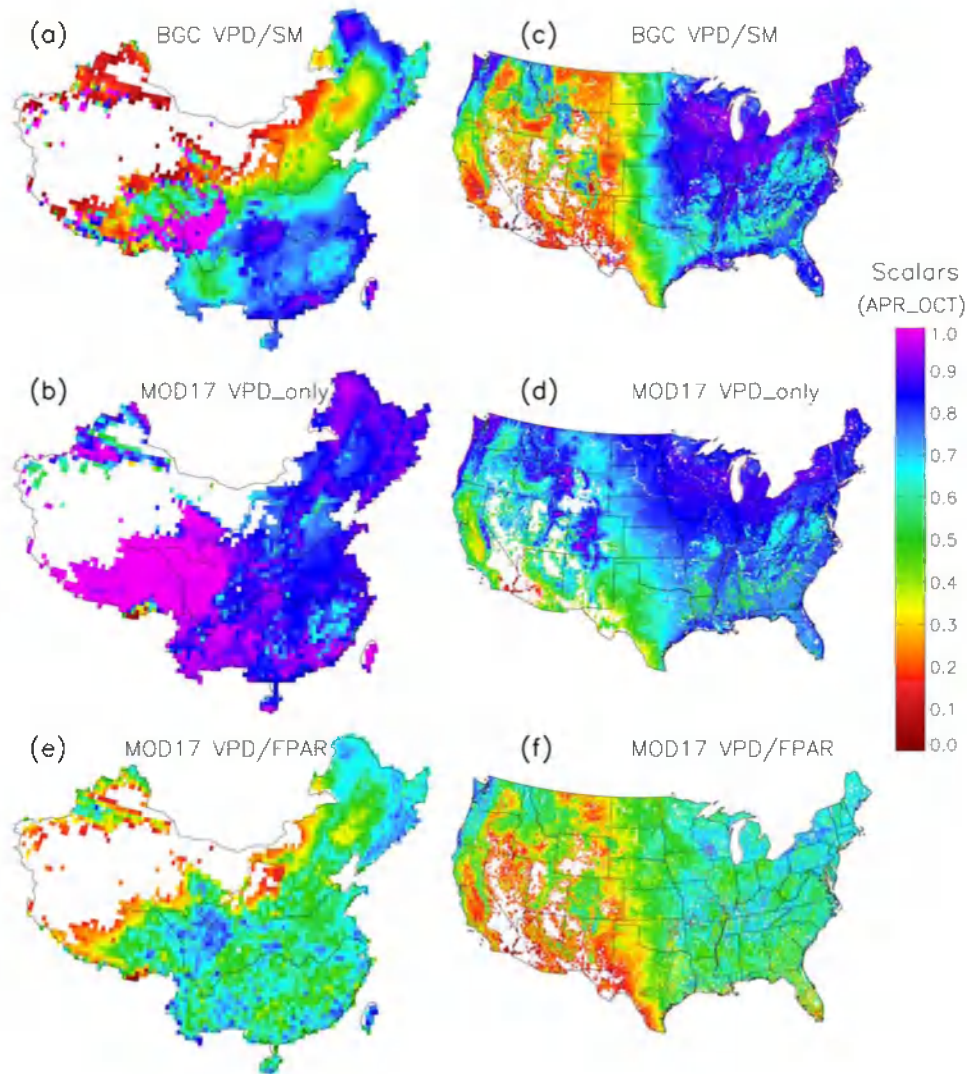 (a) BGC VPD/SM
(c) BGC VPD/SM
Scalars
(APR_OCT)
1.0
0.9
0.8
0.7
0.6
0.5
0.4
0.3
0.2
0.1
0.0
(b) MOD17 VPD_only
(d) MOD17 VPD_only
(e) MOD17 VPD/FPAR
(f) MOD17 VPD/FPAR